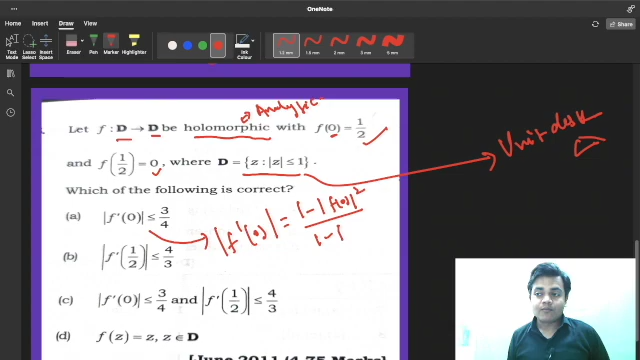 OneNote
Home Insert Draw View
Text Mode
Lasso Select
Insert Space
Eraser
Pen
Marker
Highlighter
1.2 mm
1.5 mm
2 mm
3 mm
5 mm
Ink Colour
Analytic
Let f : D → D be holomorphic with f(0) = 1/2
and f(1/2) = 0, where D = {z : |z| ≤ 1} .
Unit disk
Which of the following is correct?
(a) |f'(0)| ≤ 3/4
|f'(0)| = 1-|f(0)|² / 1-|
(b) |f'(1/2)| ≤ 4/3
(c) |f'(0)| ≤ 3/4 and |f'(1/2)| ≤ 4/3
(d) f(z) = z, z ∈ D
[June 2011/4.75 Marks]